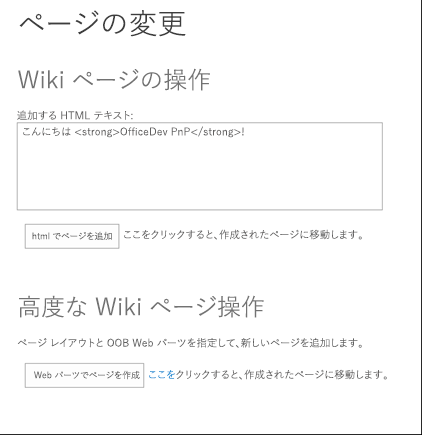 ページの変更
Wiki ページの操作
追加する HTML テキスト:
こんにちは <strong>OfficeDev PnP</strong>!
html でページを追加 ここをクリックすると、作成されたページに移動します。
高度な Wiki ページ操作
ページ レイアウトと OOB Web パーツを指定して、新しいページを追加します。
Web パーツでページを作成 ここをクリックすると、作成されたページに移動します。